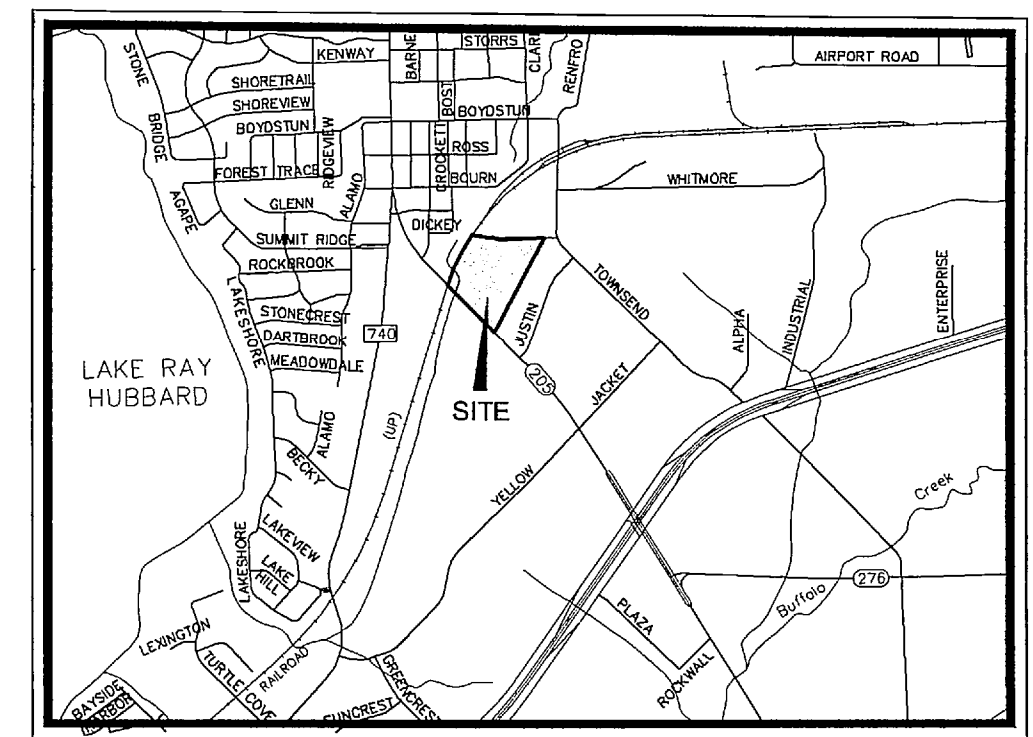 STONE
BRIDGE
KENWAY
BARNE
STORRS
CLARK
RENFRO
AIRPORT ROAD
SHORETRAIL
SHOREVIEW
BOYDSTUN
BOST
BOYDSTUN
FOREST TRACE
RIDGEVIEW
ALAMO
CROCKETT
ROSS
BOURN
WHITMORE
AGAPE
GLENN
DICKEY
SUMMIT RIDGE
ROCKBROOK
LAKESHORE
STONECREST
DARTBROOK
MEADOWDALE
740
JUSTIN
TOWNSEND
ALPHA
INDUSTRIAL
ENTERPRISE
LAKE RAY
HUBBARD
SITE
205
(UP)
JACKET
YELLOW
ALAMO
BECKY
LAKEVIEW
LAKESHORE
LAKE
HILL
Creek
Buffalo
276
PLAZA
ROCKWALL
LEXINGTON
TURTLE COVE
RAILROAD
GREENCREST
SUNCREST
BAYSIDE
HARBOR